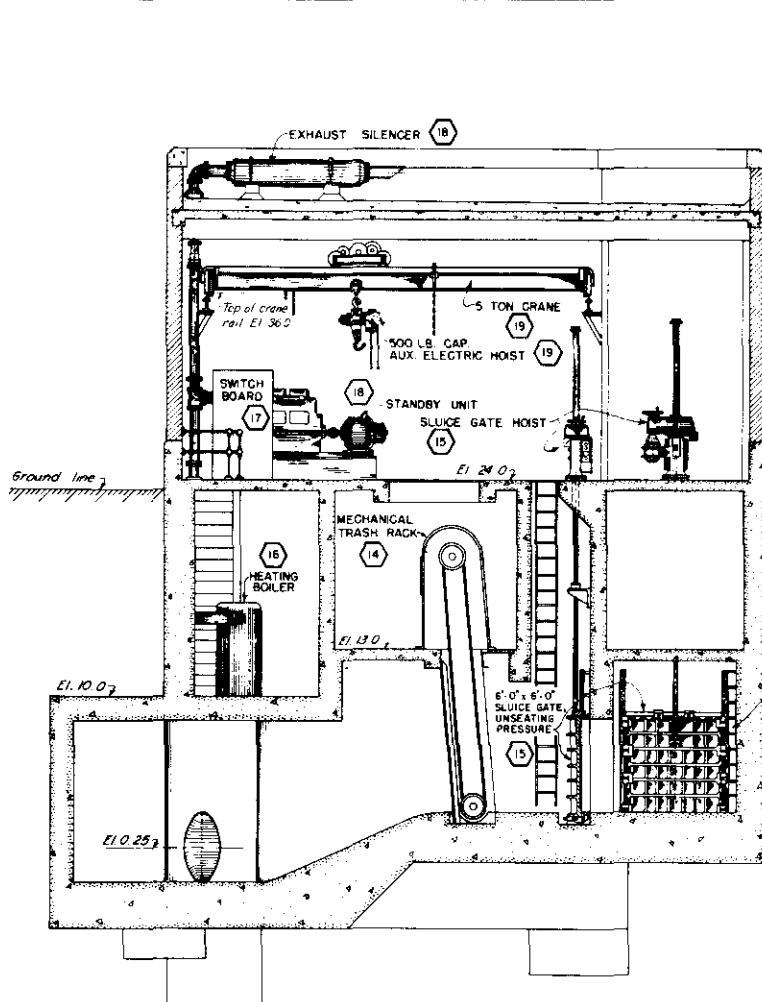 EXHAUST SILENCER 18
Top of crane
rail El 36.0
5 TON CRANE
19
500 LB. CAP.
AUX. ELECTRIC HOIST 19
SWITCH
BOARD
17
18
STANDBY UNIT
SLUICE GATE HOIST
15
El. 24.0
Ground line
MECHANICAL
TRASH RACK
14
16
HEATING
BOILER
El. 13.0
El. 10.0
6'-0" x 6'-0"
SLUICE GATE,
UNSEATING
PRESSURE
15
El. 0.25
A